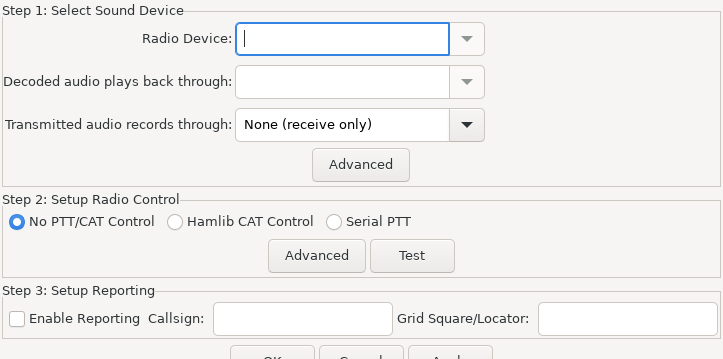 Step 1: Select Sound Device
Radio Device:
Decoded audio plays back through:
Transmitted audio records through: None (receive only)
Advanced
Step 2: Setup Radio Control
No PTT/CAT Control Hamlib CAT Control Serial PTT
Advanced Test
Step 3: Setup Reporting
Enable Reporting Callsign: Grid Square/Locator: